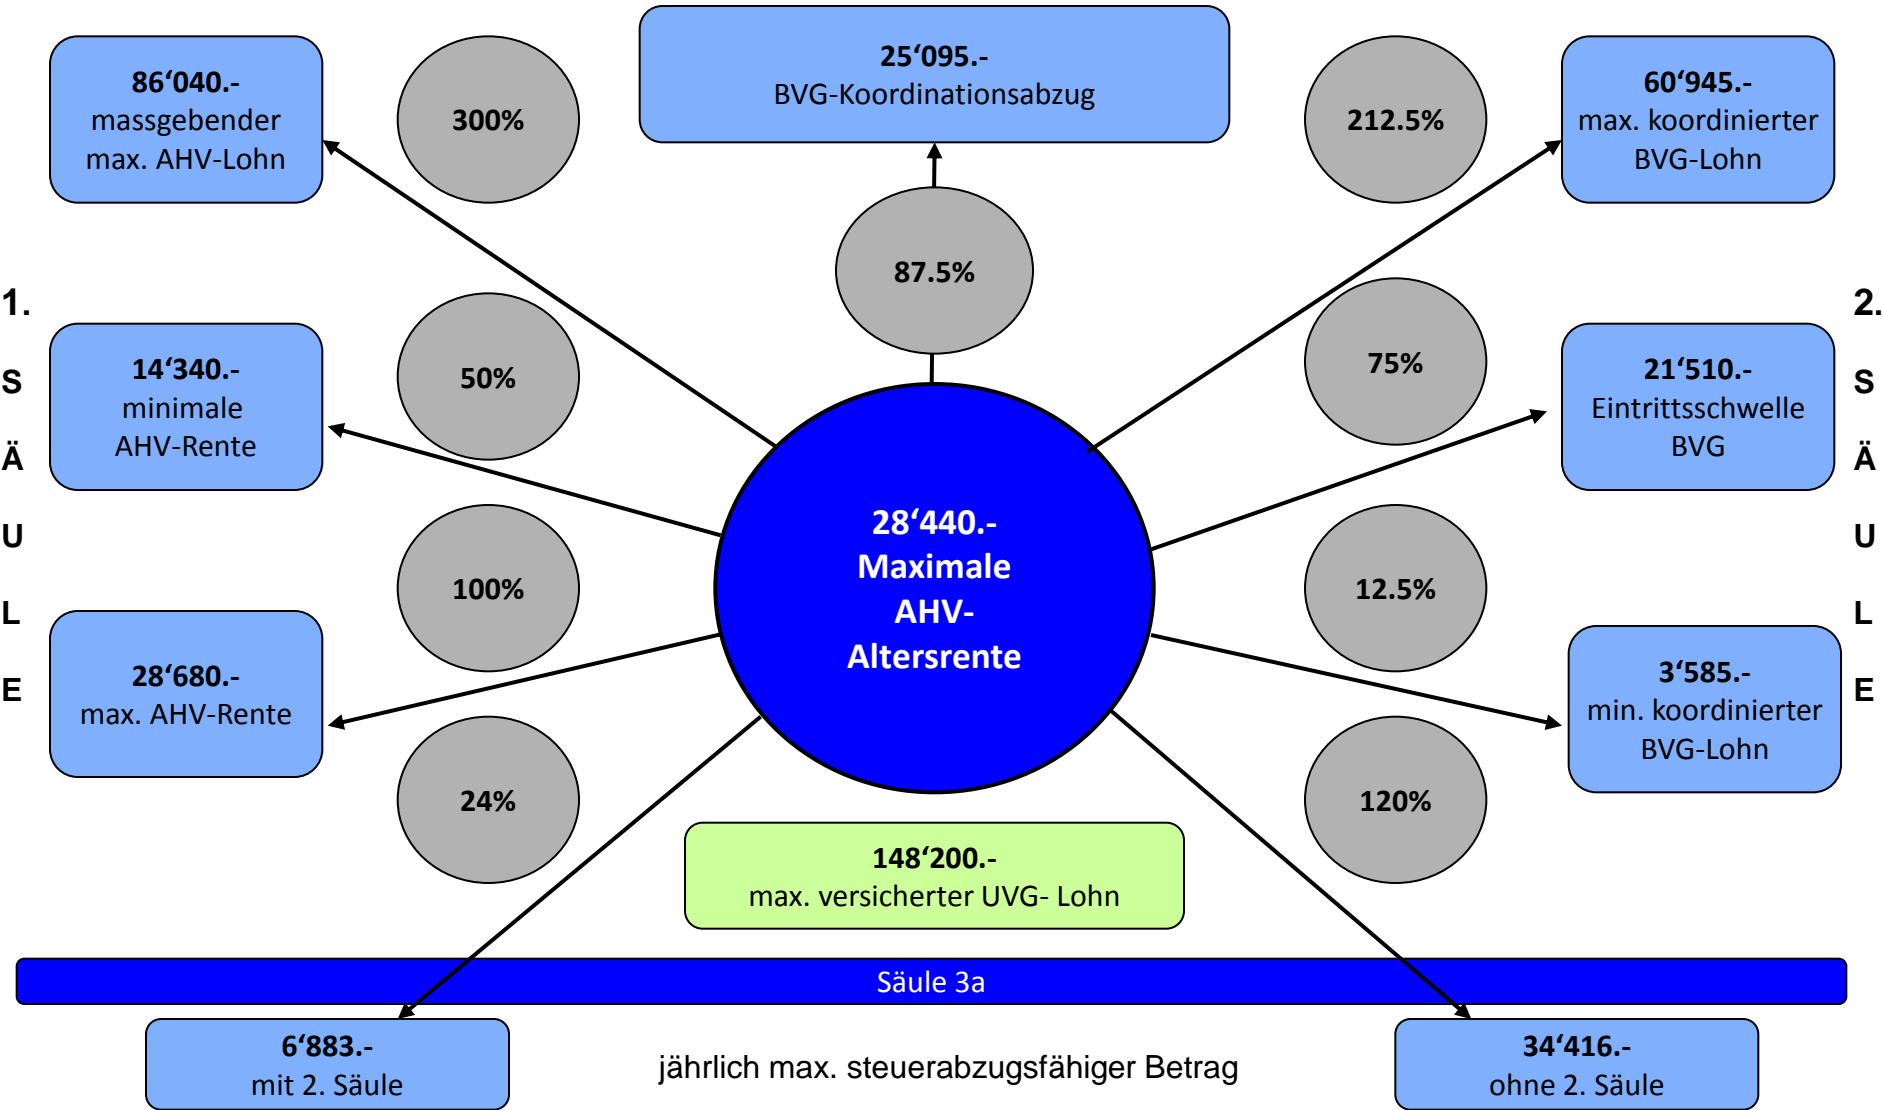 86‘040.-
massgebender
max. AHV-Lohn
300%
25‘095.-
BVG-Koordinationsabzug
212.5%
60‘945.-
max. koordinierter
BVG-Lohn
87.5%
1.
S
Ä
U
L
E
14‘340.-
minimale
AHV-Rente
50%
75%
21‘510.-
Eintrittsschwelle
BVG
2.
S
Ä
U
L
E
28‘440.-
Maximale
AHV-
Altersrente
100%
12.5%
28‘680.-
max. AHV-Rente
3‘585.-
min. koordinierter
BVG-Lohn
24%
120%
148‘200.-
max. versicherter UVG- Lohn
Säule 3a
6‘883.-
mit 2. Säule
jährlich max. steuerabzugsfähiger Betrag
34‘416.-
ohne 2. Säule